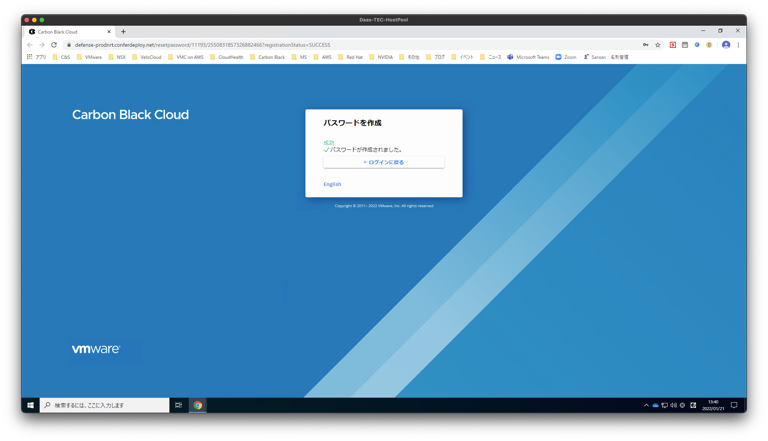 Daas-TEC-HostPool
Carbon Black Cloud
defense-prodnrt.conferdeploy.net/resetpassword/11193/25508318573268824667registrationStatus=SUCCESS
アプリ C&S VMware NSX VeloCloud VMC on AWS CloudHealth Carbon Black MS AWS Red Hat NVIDIA その他 ブログ イベント ニュース Microsoft Teams Zoom Sansan 名刺管理
Carbon Black Cloud
パスワードを作成
成功
パスワードが作成されました。
← ログインに戻る
English
Copyright © 2011–2022 VMware, Inc. All rights reserved
vmware
検索するには、ここに入力します
13:40
2022/01/21